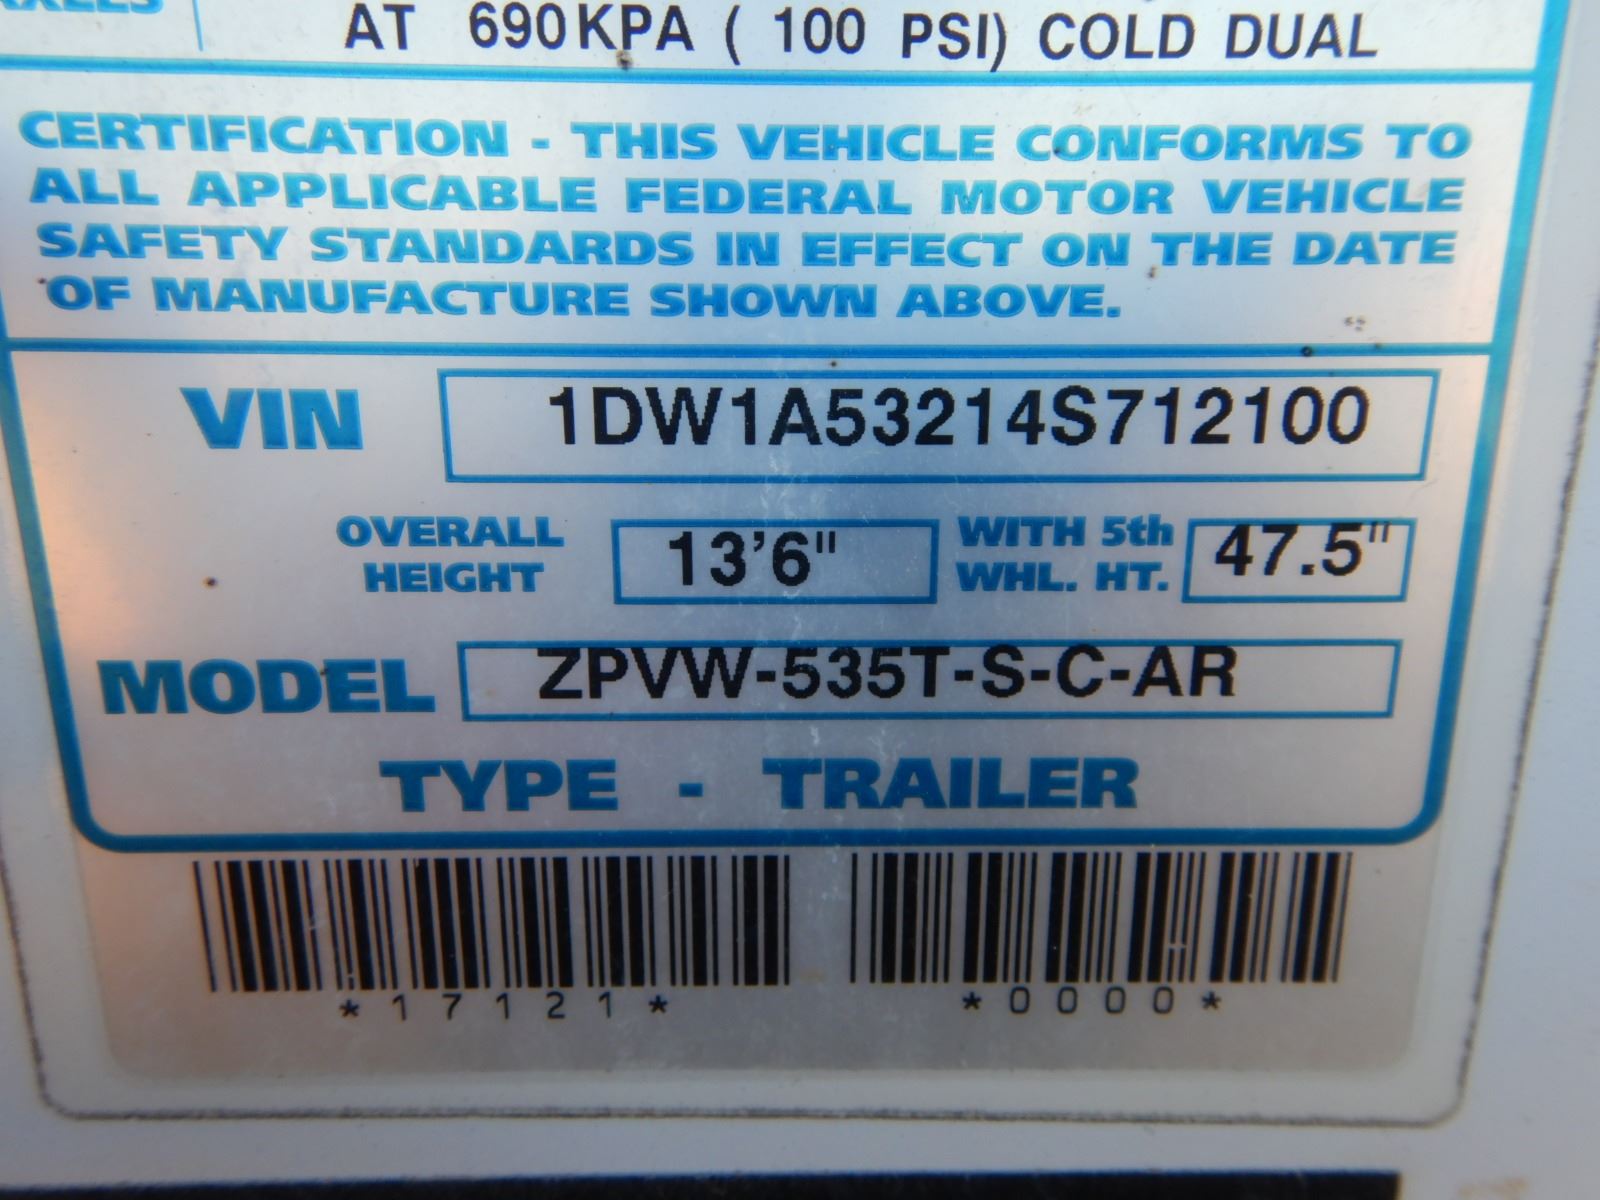 AXLES
AT 690KPA ( 100 PSI) COLD DUAL
CERTIFICATION - THIS VEHICLE CONFORMS TO
ALL APPLICABLE FEDERAL MOTOR VEHICLE
SAFETY STANDARDS IN EFFECT ON THE DATE
OF MANUFACTURE SHOWN ABOVE.
VIN 1DW1A53214S712100
OVERALL HEIGHT 13'6" WITH 5th WHL. HT. 47.5"
MODEL ZPVW-535T-S-C-AR
TYPE - TRAILER
*17121* *0000*